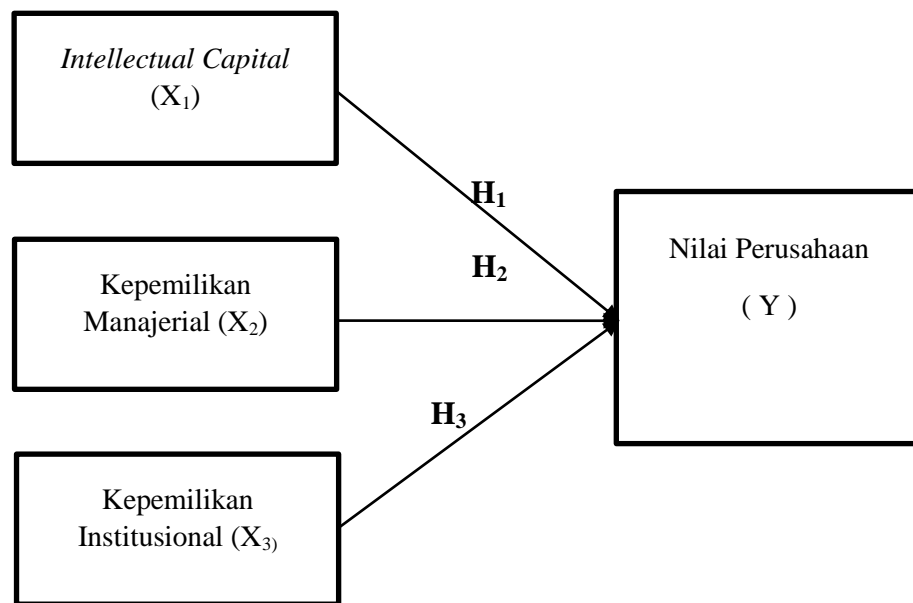 Intellectual Capital
(X₁)
H₁
Kepemilikan
Manajerial (X₂)
H₂
Nilai Perusahaan
( Y )
H₃
Kepemilikan
Institusional (X₃)